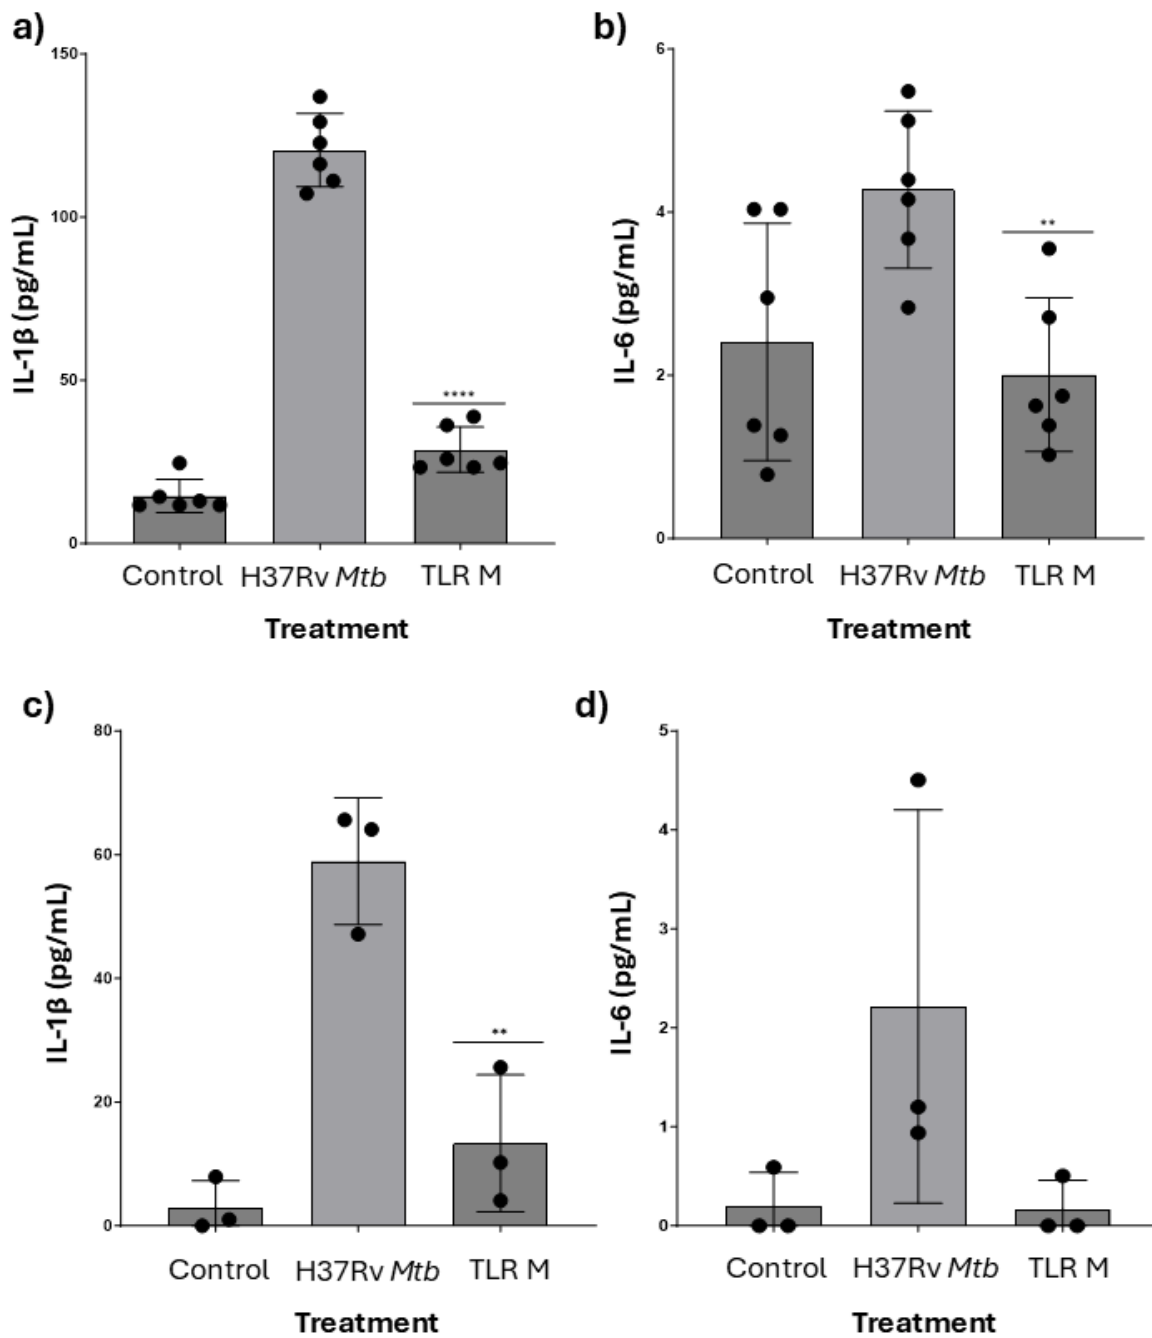 a)
150
100
50
0
IL-1β (pg/mL)
****
Control H37Rv Mtb TLR M
Treatment
b)
6
4
2
0
IL-6 (pg/mL)
**
Control H37Rv Mtb TLR M
Treatment
c)
80
60
40
20
0
IL-1β (pg/mL)
**
Control H37Rv Mtb TLR M
Treatment
d)
5
4
3
2
1
0
IL-6 (pg/mL)
Control H37Rv Mtb TLR M
Treatment